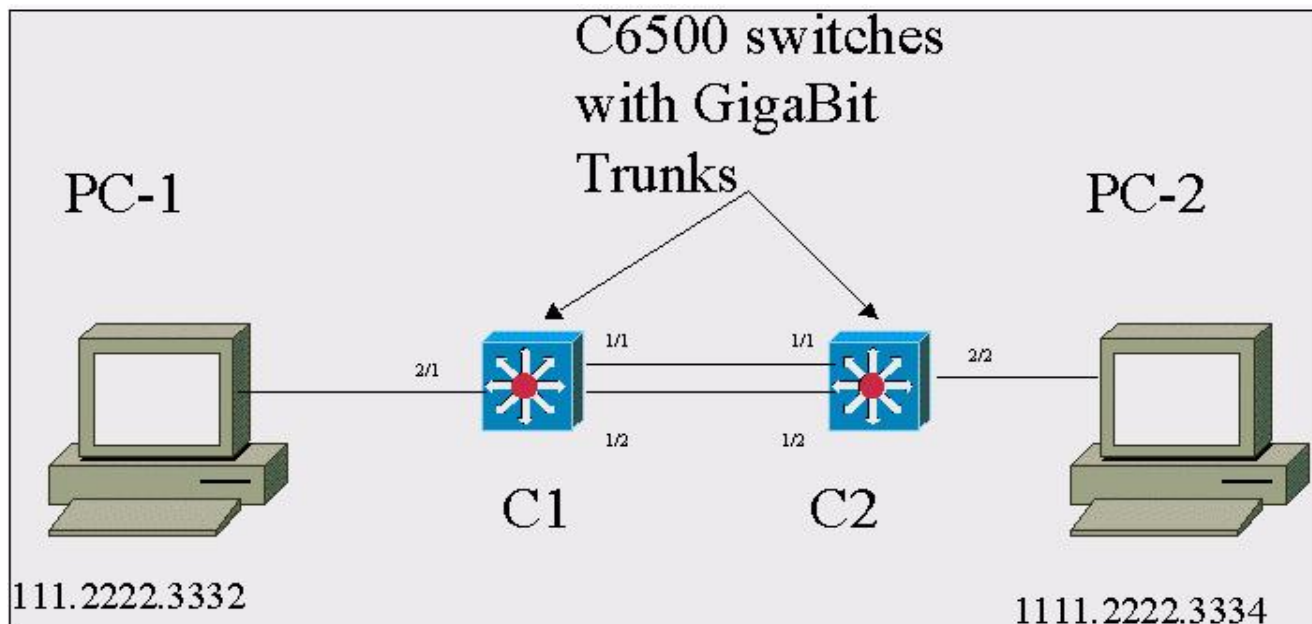 C6500 switches
with GigaBit
Trunks
PC-1
PC-2
2/1
1/1
1/1
2/2
1/2
1/2
C1
C2
111.2222.3332
1111.2222.3334